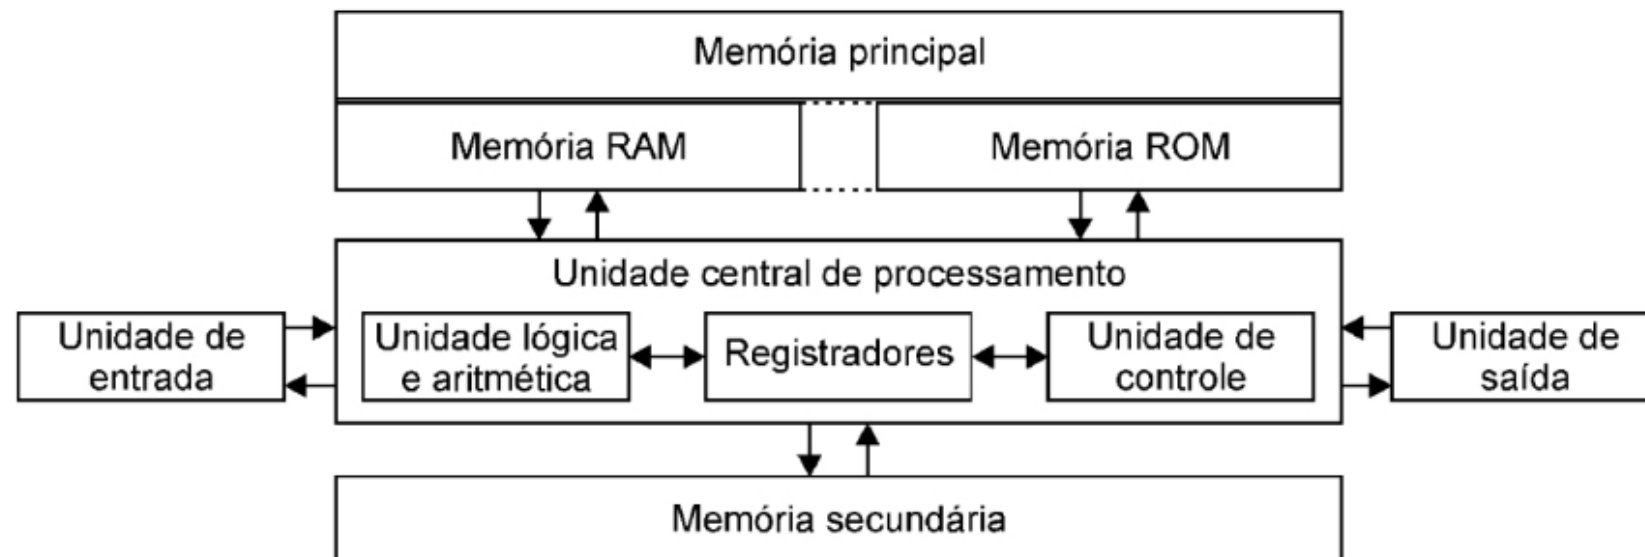 Memória principal
Memória RAM
Memória ROM
Unidade central de processamento
Unidade de
entrada
Unidade lógica
e aritmética
Registradores
Unidade de
controle
Unidade de
saída
Memória secundária